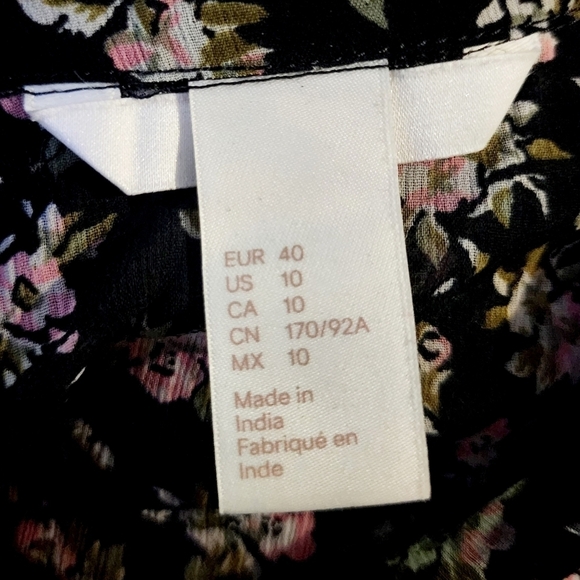 EUR 40
US 10
CA 10
CN 170/92A
MX 10
Made in
India
Fabriqué en
Inde